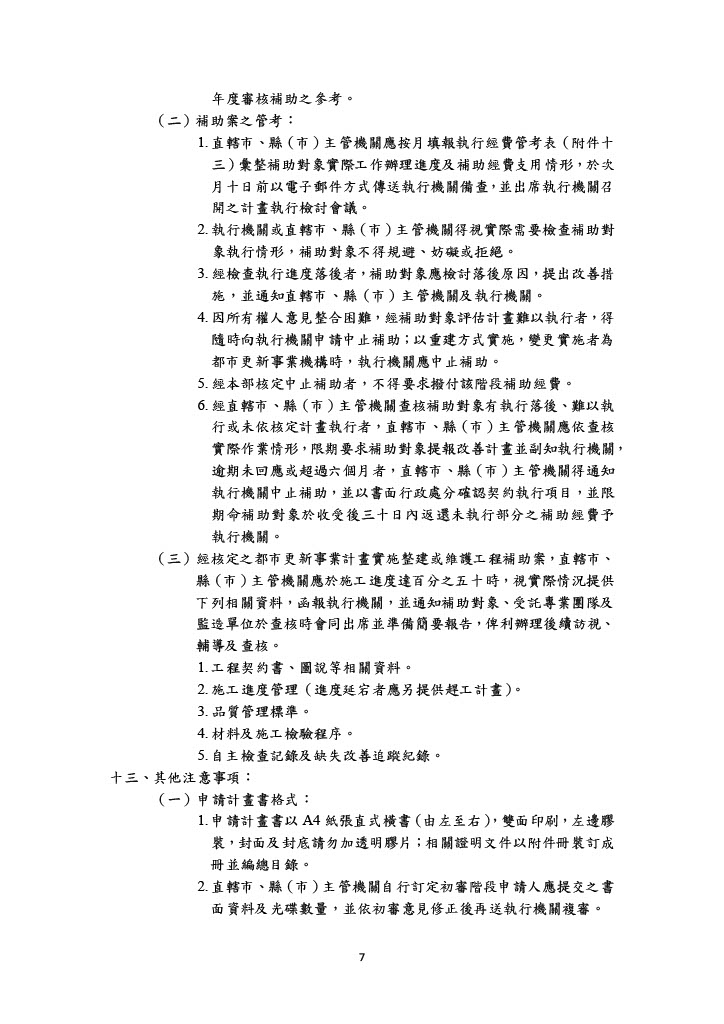 年度審核補助之參考。
（二）補助案之管考：
1. 直轄市、縣（市）主管機關應按月填報執行經費管考表（附件十
三）彙整補助對象實際工作辦理進度及補助經費支用情形，於次
月十日前以電子郵件方式傳送執行機關備查，並出席執行機關召
開之計畫執行檢討會議。
2. 執行機關或直轄市、縣（市）主管機關得視實際需要檢查補助對
象執行情形，補助對象不得規避、妨礙或拒絕。
3. 經檢查執行進度落後者，補助對象應檢討落後原因，提出改善措
施，並通知直轄市、縣（市）主管機關及執行機關。
4. 因所有權人意見整合困難，經補助對象評估計畫難以執行者，得
隨時向執行機關申請中止補助；以重建方式實施，變更實施者為
都市更新事業機構時，執行機關應中止補助。
5. 經本部核定中止補助者，不得要求撥付該階段補助經費。
6. 經直轄市、縣（市）主管機關查核補助對象有執行落後、難以執
行或未依核定計畫執行者，直轄市、縣（市）主管機關應依查核
實際作業情形，限期要求補助對象提報改善計畫並副知執行機關，
逾期未回應或超過六個月者，直轄市、縣（市）主管機關得通知
執行機關中止補助，並以書面行政處分確認契約執行項目，並限
期命補助對象於收受後三十日內返還未執行部分之補助經費予
執行機關。
（三）經核定之都市更新事業計畫實施整建或維護工程補助案，直轄市、
縣（市）主管機關應於施工進度達百分之五十時，視實際情況提供
下列相關資料，函報執行機關，並通知補助對象、受託專業團隊及
監造單位於查核時會同出席並準備簡要報告，俾利辦理後續訪視、
輔導及查核。
1. 工程契約書、圖說等相關資料。
2. 施工進度管理（進度延宕者應另提供趕工計畫）。
3. 品質管理標準。
4. 材料及施工檢驗程序。
5. 自主檢查記錄及缺失改善追蹤紀錄。
十三、其他注意事項：
（一）申請計畫書格式：
1. 申請計畫書以 A4 紙張直式橫書（由左至右），雙面印刷，左邊膠
裝，封面及封底請勿加透明膠片；相關證明文件以附件冊裝訂成
冊並編總目錄。
2. 直轄市、縣（市）主管機關自行訂定初審階段申請人應提交之書
面資料及光碟數量，並依初審意見修正後再送執行機關複審。
7